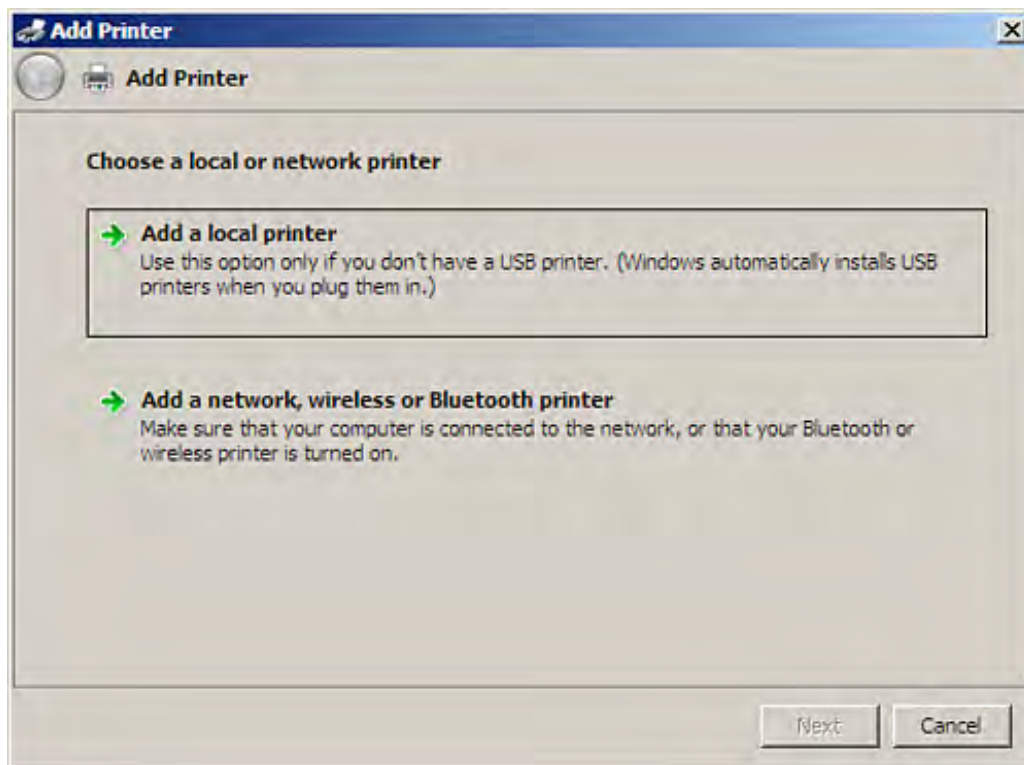 Add Printer
Add Printer
Choose a local or network printer
Add a local printer
Use this option only if you don't have a USB printer. (Windows automatically installs USB
printers when you plug them in.)
Add a network, wireless or Bluetooth printer
Make sure that your computer is connected to the network, or that your Bluetooth or
wireless printer is turned on.
Next
Cancel